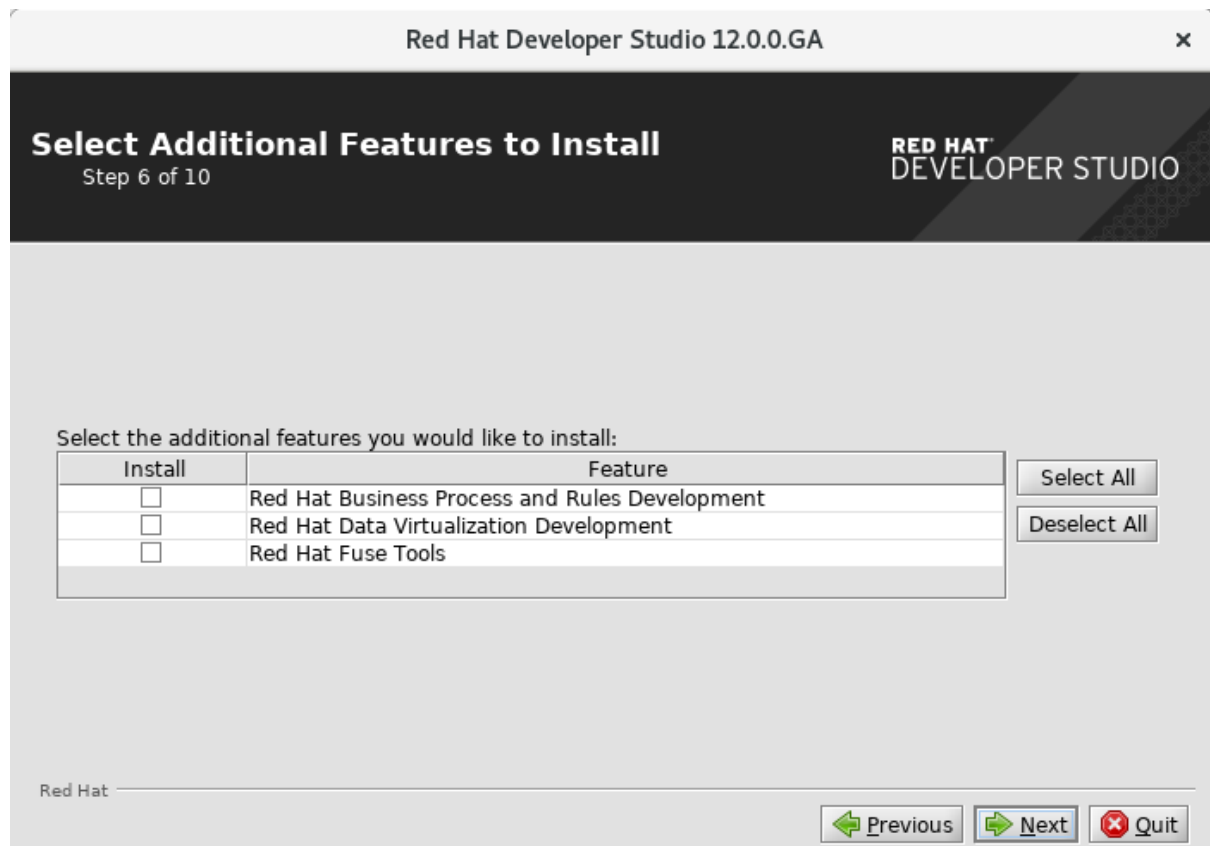 Red Hat Developer Studio 12.0.0.GA ×
Select Additional Features to Install
Step 6 of 10
RED HAT
DEVELOPER STUDIO
Select the additional features you would like to install:
Install Feature
Red Hat Business Process and Rules Development
Red Hat Data Virtualization Development
Red Hat Fuse Tools
Select All
Deselect All
Red Hat
Previous Next Quit